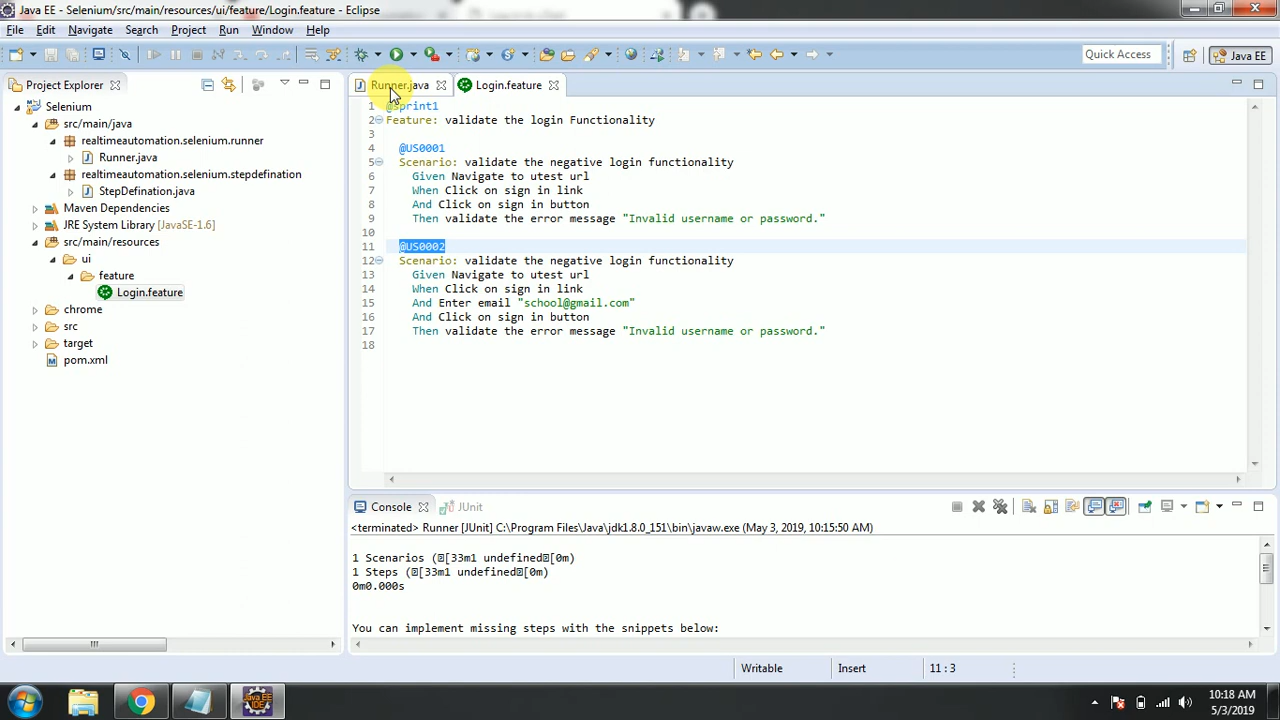 Java EE - Selenium/src/main/resources/ui/feature/Login.feature - Eclipse
File Edit Navigate Search Project Run Window Help
Quick Access
Java EE
Project Explorer
Runner.java
Login.feature
Selenium
src/main/java
realtimeautomation.selenium.runner
Runner.java
realtimeautomation.selenium.stepdefination
StepDefination.java
Maven Dependencies
JRE System Library [JavaSE-1.6]
src/main/resources
ui
feature
Login.feature
chrome
src
target
pom.xml
1 @sprint1
2 Feature: validate the login Functionality
3
4 @US0001
5 Scenario: validate the negative login functionality
6 Given Navigate to utest url
7 When Click on sign in link
8 And Click on sign in button
9 Then validate the error message "Invalid username or password."
10
11 @US0002
12 Scenario: validate the negative login functionality
13 Given Navigate to utest url
14 When Click on sign in link
15 And Enter email "school@gmail.com"
16 And Click on sign in button
17 Then validate the error message "Invalid username or password."
18
Console
JUnit
<terminated> Runner [JUnit] C:\Program Files\Java\jdk1.8.0_151\bin\javaw.exe (May 3, 2019, 10:15:50 AM)
1 Scenarios ([33m1 undefined[0m)
1 Steps ([33m1 undefined[0m)
0m0.000s
You can implement missing steps with the snippets below:
Writable
Insert
11 : 3
Java EE
IDE
10:18 AM
5/3/2019